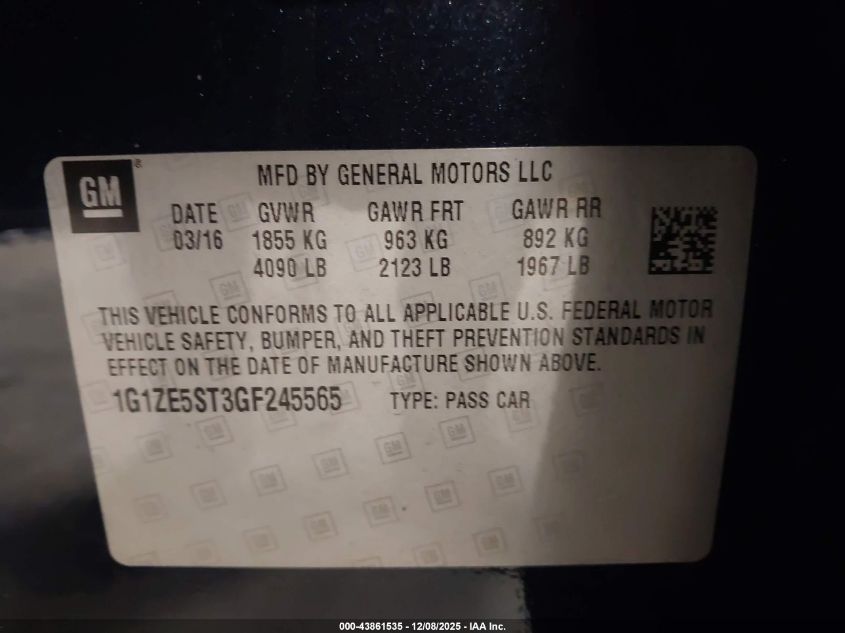 GM
MFD BY GENERAL MOTORS LLC
DATE GVWR GAWR FRT GAWR RR
03/16 1855 KG 963 KG 892 KG
4090 LB 2123 LB 1967 LB
THIS VEHICLE CONFORMS TO ALL APPLICABLE U.S. FEDERAL MOTOR
VEHICLE SAFETY, BUMPER, AND THEFT PREVENTION STANDARDS IN
EFFECT ON THE DATE OF MANUFACTURE SHOWN ABOVE.
1G1ZE5ST3GF245565 TYPE: PASS CAR
000-43861535 - 12/08/2025 - IAA Inc.